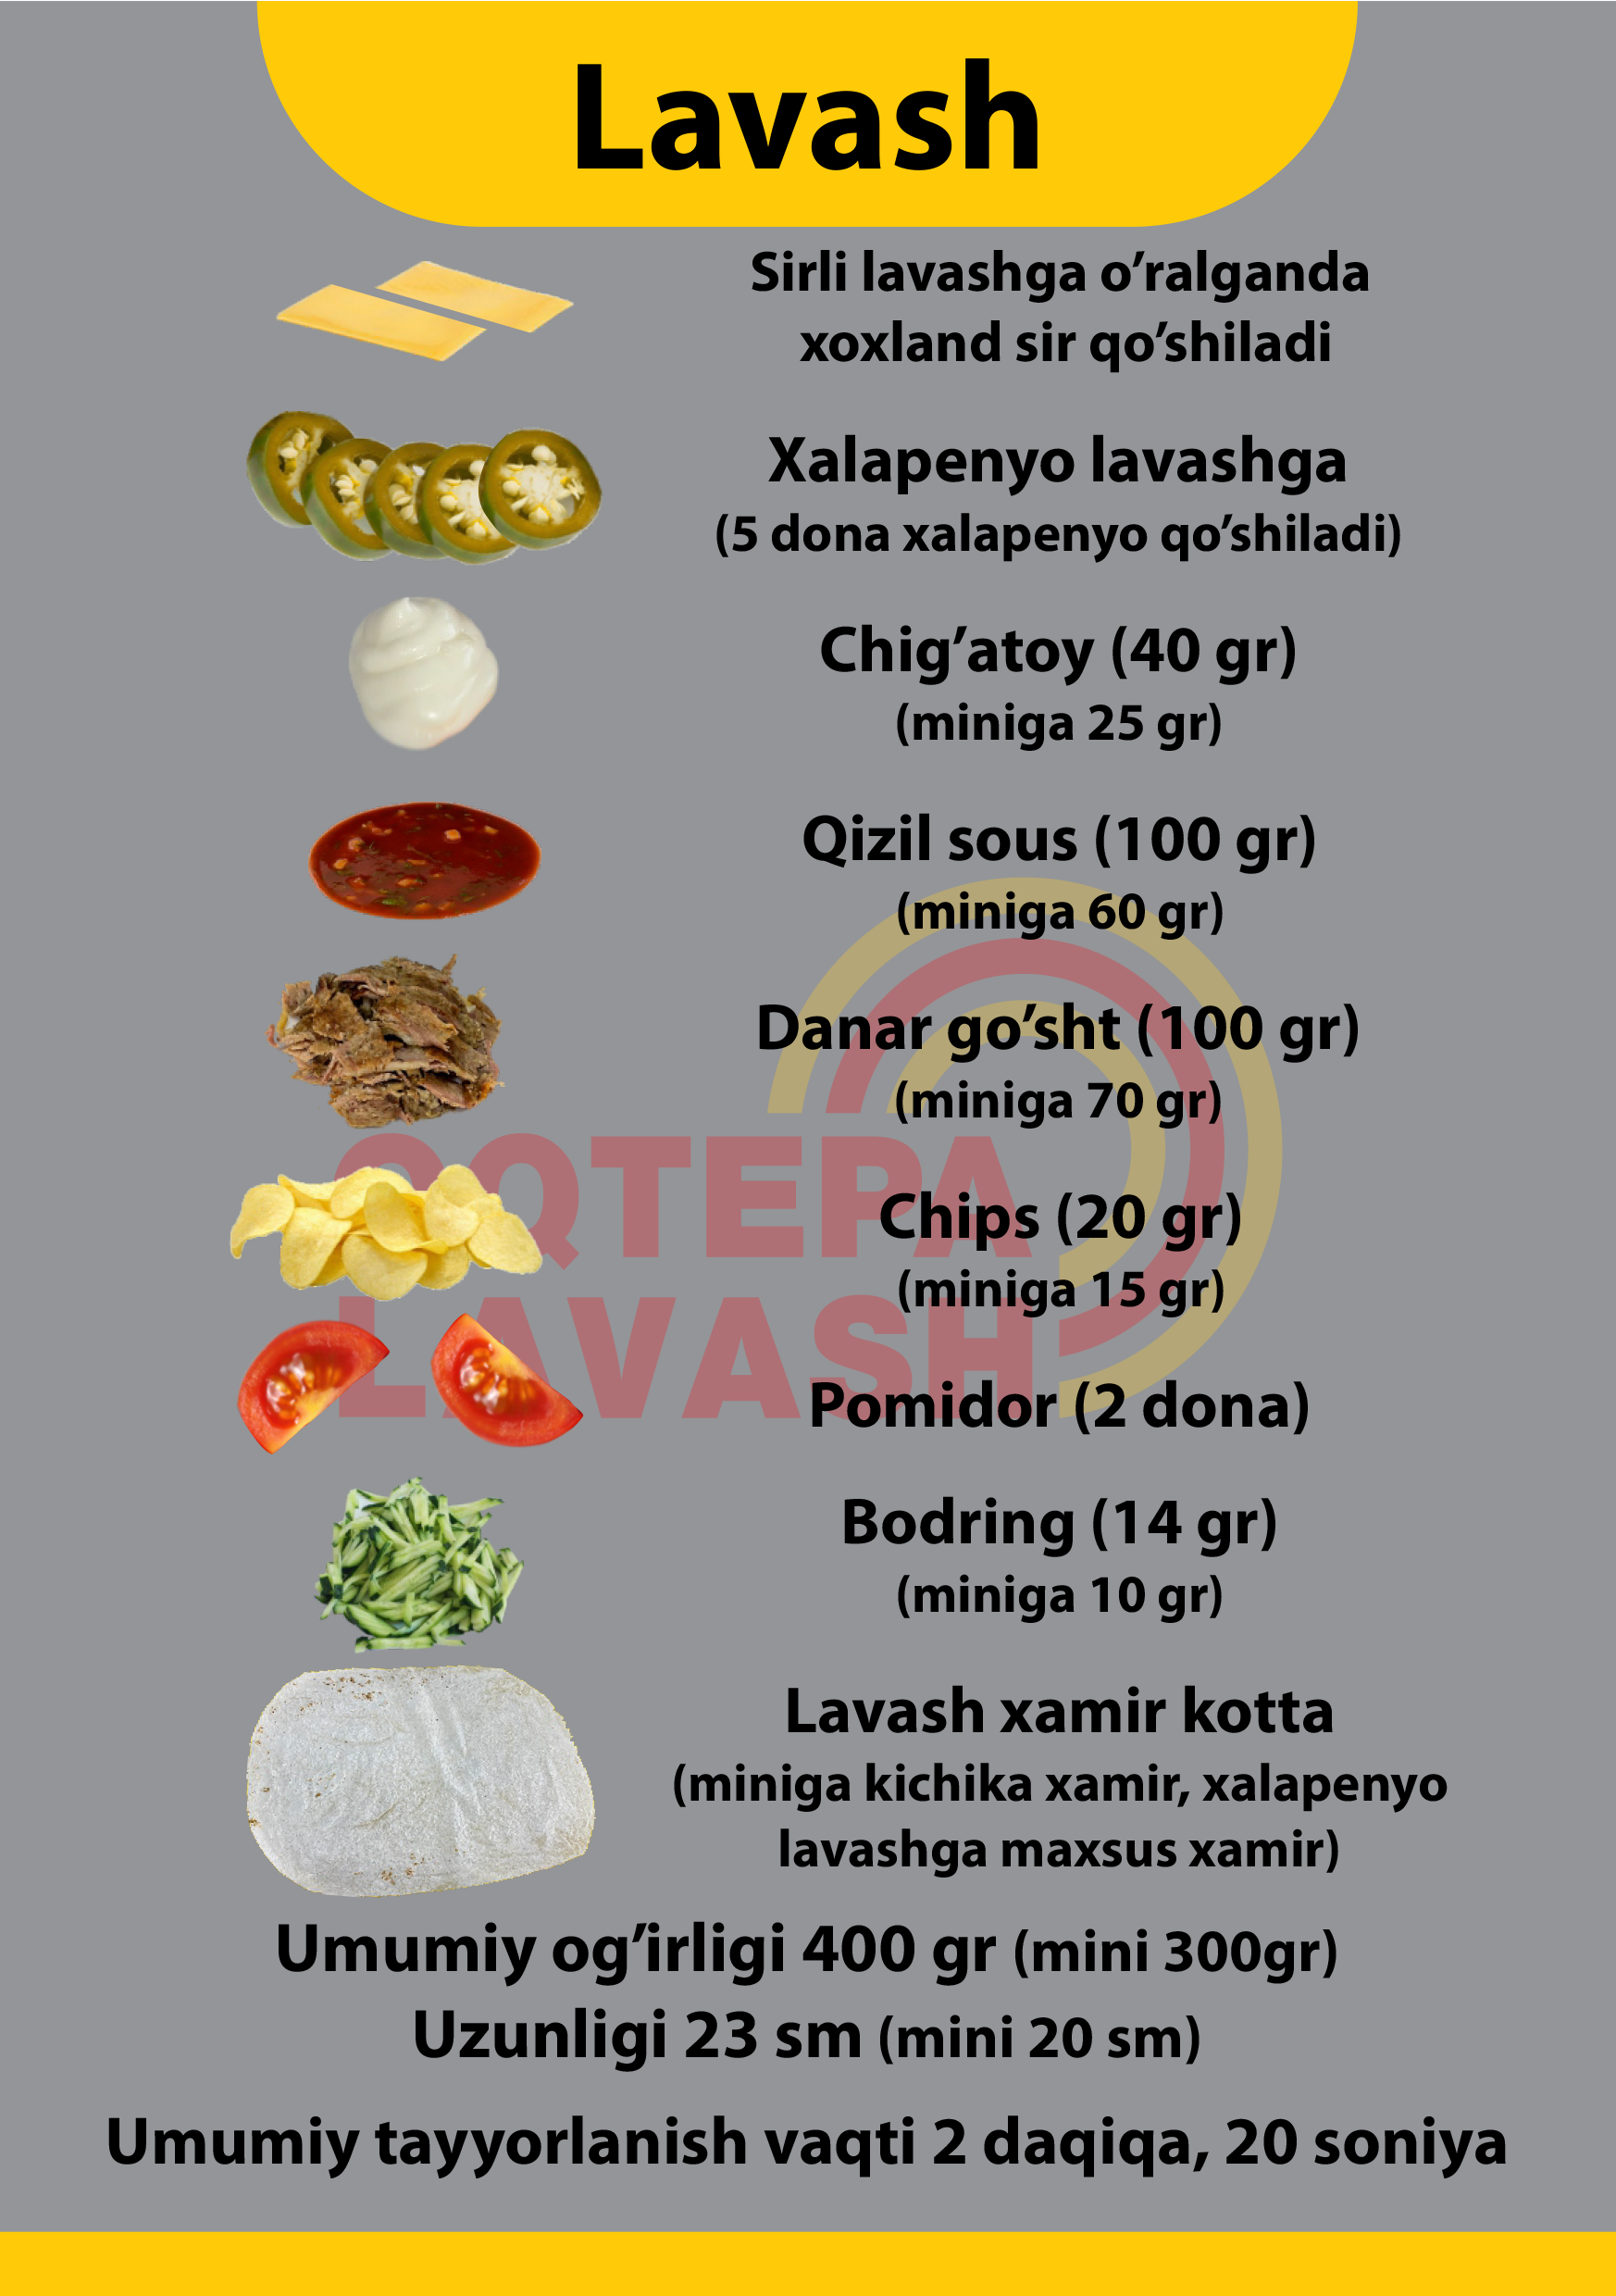 Lavash
Sirli lavashga o’ralganda
xoxland sir qo’shiladi
Xalapenyo lavashga
(5 dona xalapenyo qo’shiladi)
Chig’atoy (40 gr)
(miniga 25 gr)
Qizil sous (100 gr)
(miniga 60 gr)
Danar go’sht (100 gr)
(miniga 70 gr)
OQTEPA
LAVASH
Chips (20 gr)
(miniga 15 gr)
Pomidor (2 dona)
Bodring (14 gr)
(miniga 10 gr)
Lavash xamir kotta
(miniga kichika xamir, xalapenyo
lavashga maxsus xamir)
Umumiy og’irligi 400 gr (mini 300gr)
Uzunligi 23 sm (mini 20 sm)
Umumiy tayyorlanish vaqti 2 daqiqa, 20 soniya